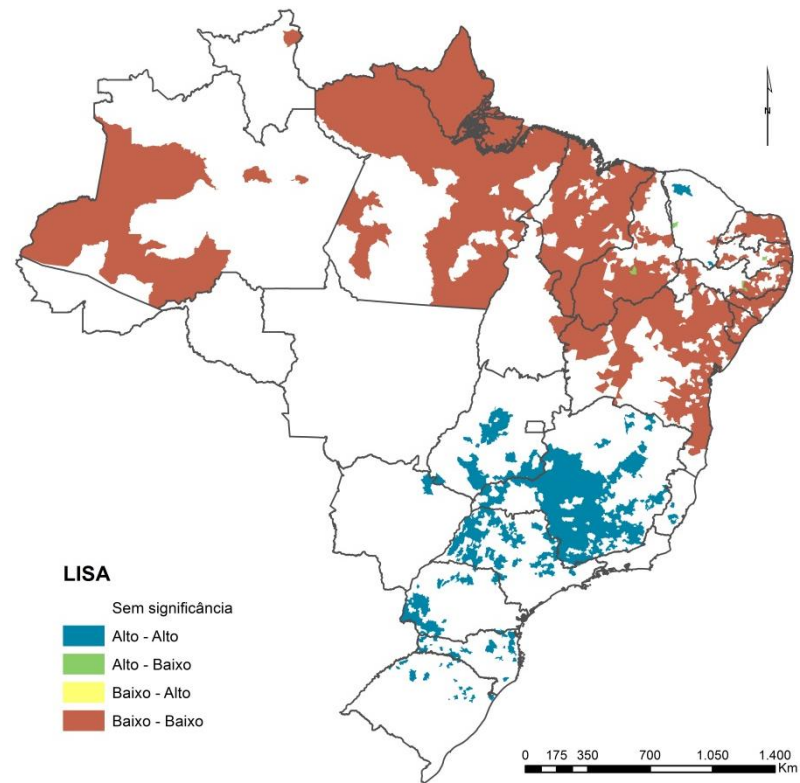 N
LISA
Sem significância
Alto - Alto
Alto - Baixo
Baixo - Alto
Baixo - Baixo
0 175 350 700 1.050 1.400
Km